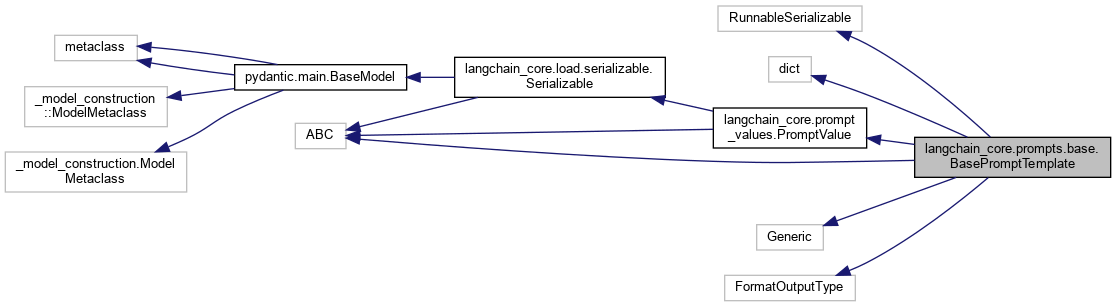 RunnableSerializable
metaclass
dict
langchain_core.load.serializable.
Serializable
pydantic.main.BaseModel
_model_construction
::ModelMetaclass
langchain_core.prompt
_values.PromptValue
ABC
langchain_core.prompts.base.
BasePromptTemplate
_model_construction.Model
Metaclass
Generic
FormatOutputType